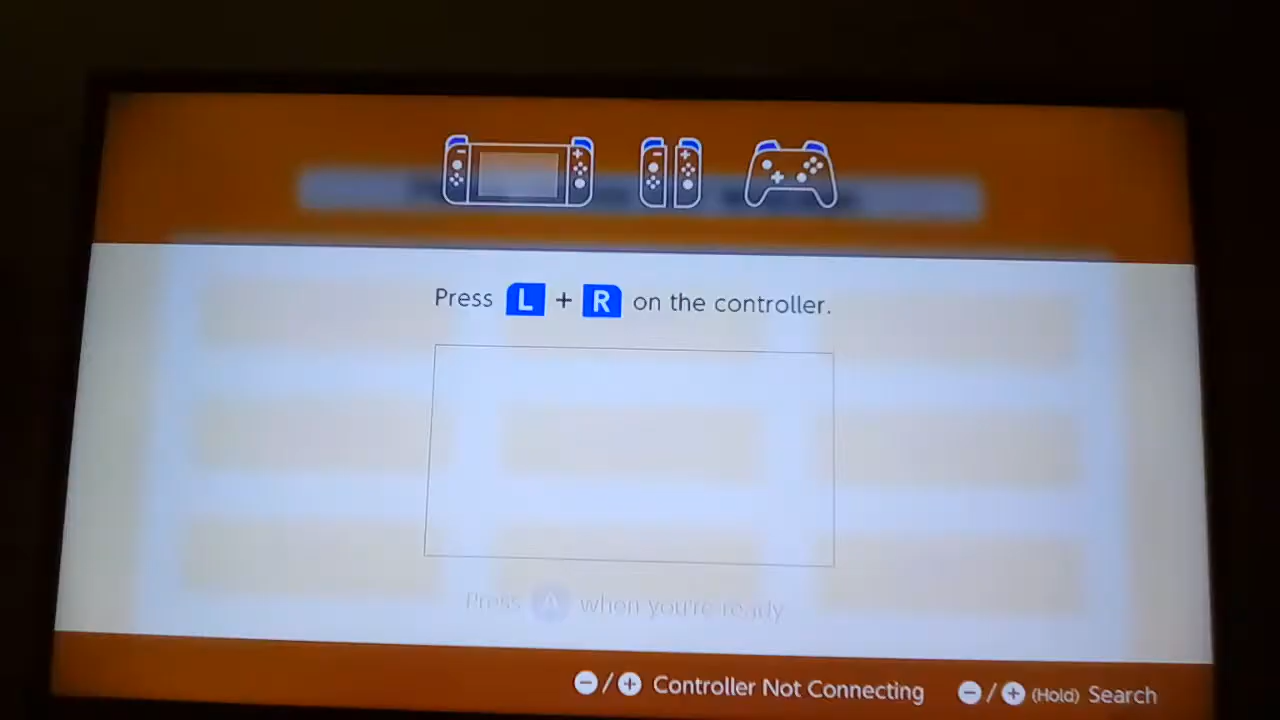 Press L + R on the controller.
Press A when you're ready
⊖/⊕ Controller Not Connecting ⊖/⊕ (Hold) Search